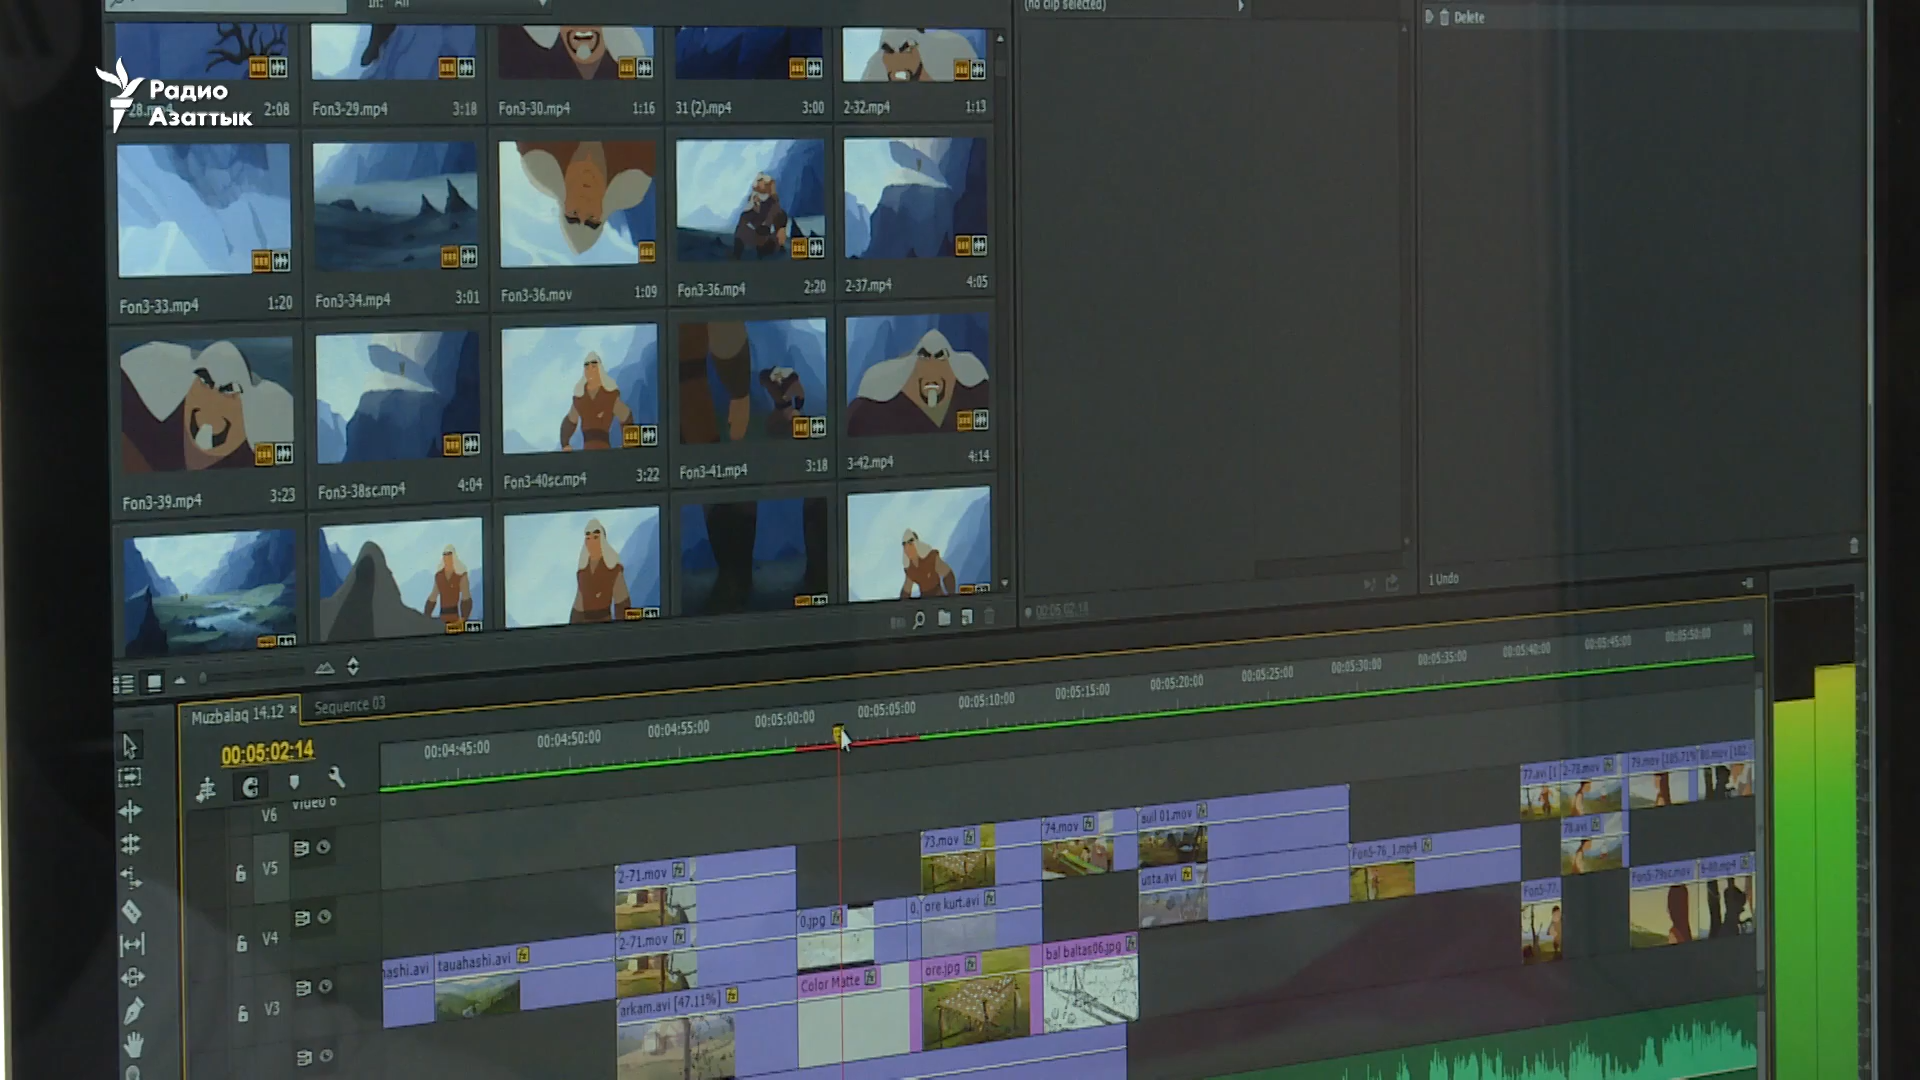 In: All
(no clip selected)
Delete
Радио
Азаттык
28.mp4 2:08
Fon3-29.mp4 3:18
Fon3-30.mp4 1:16
31 (2).mp4 3:00
2-32.mp4 1:13
Fon3-33.mp4 1:20
Fon3-34.mp4 3:01
Fon3-36.mov 1:09
Fon3-36.mp4 2:20
2-37.mp4 4:05
Fon3-39.mp4 3:23
Fon3-38sc.mp4 4:04
Fon3-40sc.mp4 3:22
Fon3-41.mp4 3:18
3-42.mp4 4:14
1 Undo
00:05:02:18
Muzbalaq 14.12 ×
Sequence 03
00:05:02:14
00:04:45:00 00:04:50:00 00:04:55:00 00:05:00:00 00:05:05:00 00:05:10:00 00:05:15:00 00:05:20:00 00:05:25:00 00:05:30:00 00:05:35:00 00:05:40:00 00:05:45:00 00:05:50:00 00
V6 Video 6
V5
V4
V3
77.avi [1
2-78.mov
79.mov [185.71%]
80.mov [182.
78.avi
73.mov
74.mov
auil 01.mov
Fon5-76_1.mp4
2-71.mov
usta.avi
Fon5-77.
Fon5-79sc.mov
0.jpg
0.
ore kurt.avi
2-71.mov
hashi.avi
tauahashi.avi
Color Matte
ore.jpg
bal baltas06.jpg
arkam.avi [47.11%]